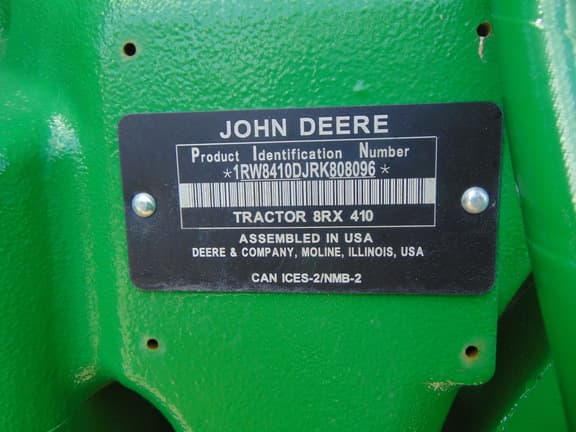 JOHN DEERE
Product Identification Number
*1RW8410DJRK808096*
TRACTOR 8RX 410
ASSEMBLED IN USA
DEERE & COMPANY, MOLINE, ILLINOIS, USA
CAN ICES-2/NMB-2